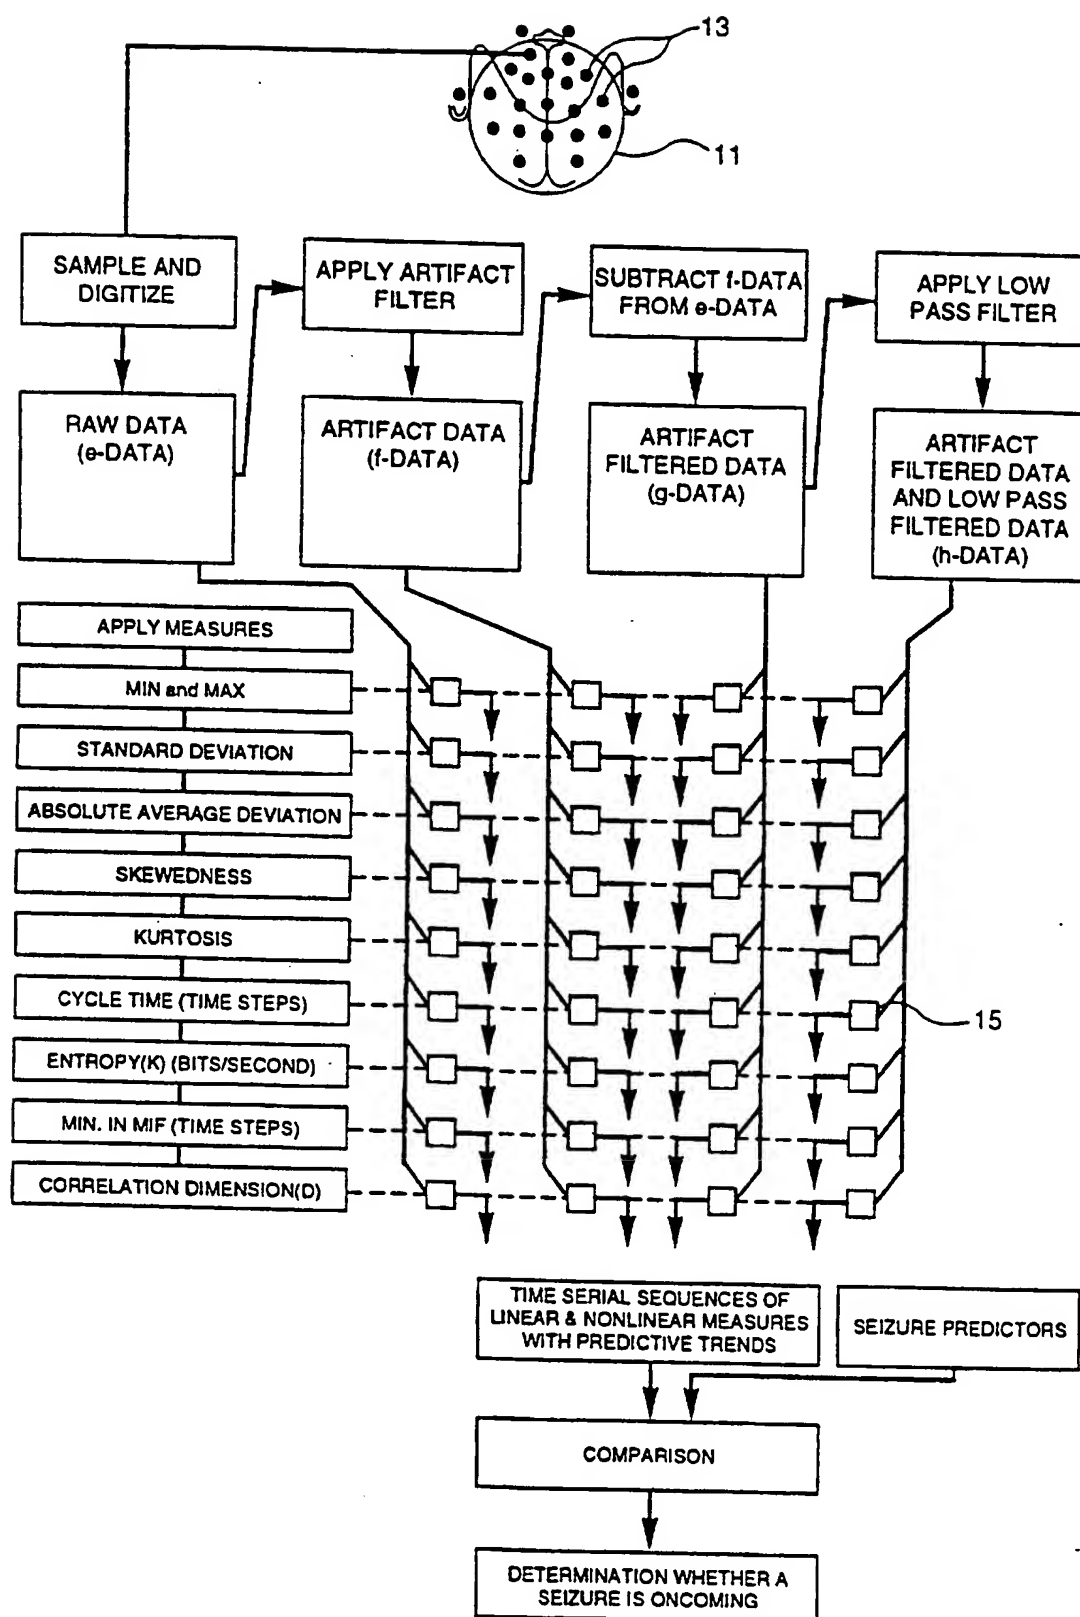 13
11
SAMPLE AND
DIGITIZE
APPLY ARTIFACT
FILTER
SUBTRACT f-DATA
FROM e-DATA
APPLY LOW
PASS FILTER
RAW DATA
(e-DATA)
ARTIFACT DATA
(f-DATA)
ARTIFACT
FILTERED DATA
(g-DATA)
ARTIFACT
FILTERED DATA
AND LOW PASS
FILTERED DATA
(h-DATA)
APPLY MEASURES
MIN and MAX
STANDARD DEVIATION
ABSOLUTE AVERAGE DEVIATION
SKEWEDNESS
KURTOSIS
CYCLE TIME (TIME STEPS)
15
ENTROPY(K) (BITS/SECOND)
MIN. IN MIF (TIME STEPS)
CORRELATION DIMENSION(D)
TIME SERIAL SEQUENCES OF
LINEAR & NONLINEAR MEASURES
WITH PREDICTIVE TRENDS
SEIZURE PREDICTORS
COMPARISON
DETERMINATION WHETHER A
SEIZURE IS ONCOMING